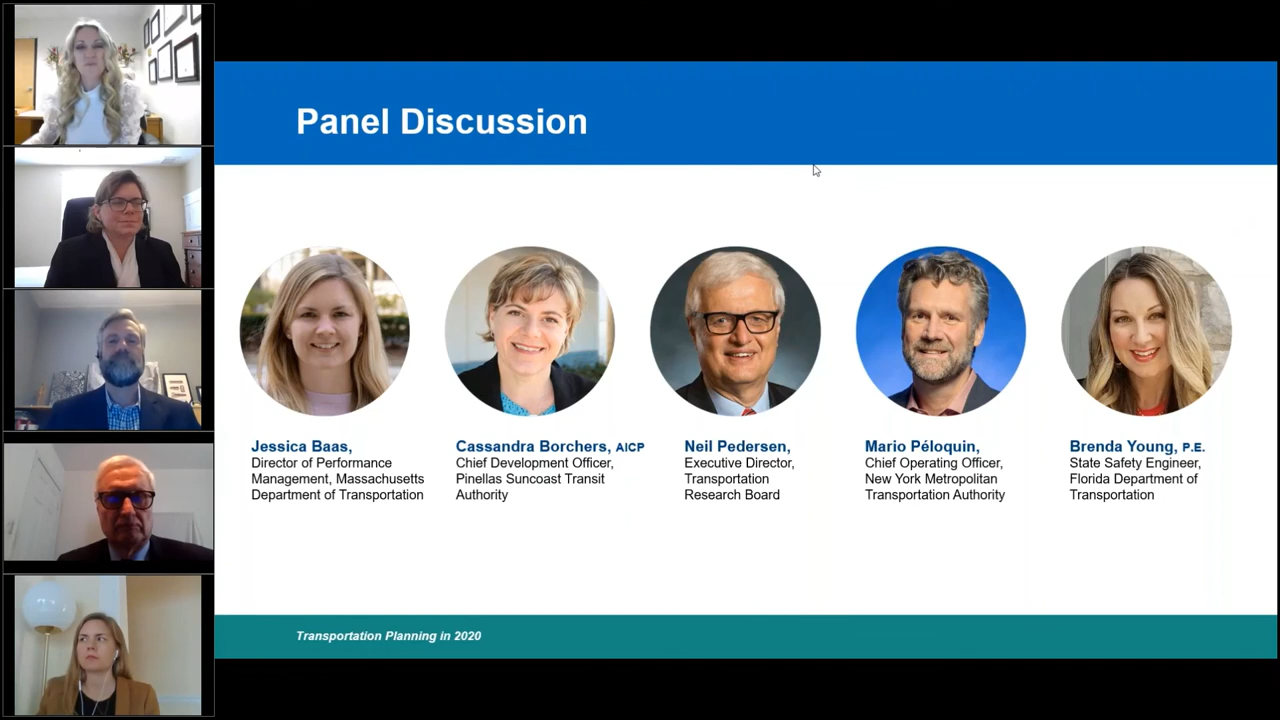 Panel Discussion
Jessica Baas,
Director of Performance
Management, Massachusetts
Department of Transportation
Cassandra Borchers, AICP
Chief Development Officer,
Pinellas Suncoast Transit
Authority
Neil Pedersen,
Executive Director,
Transportation
Research Board
Mario Péloquin,
Chief Operating Officer,
New York Metropolitan
Transportation Authority
Brenda Young, P.E.
State Safety Engineer,
Florida Department of
Transportation
Transportation Planning in 2020